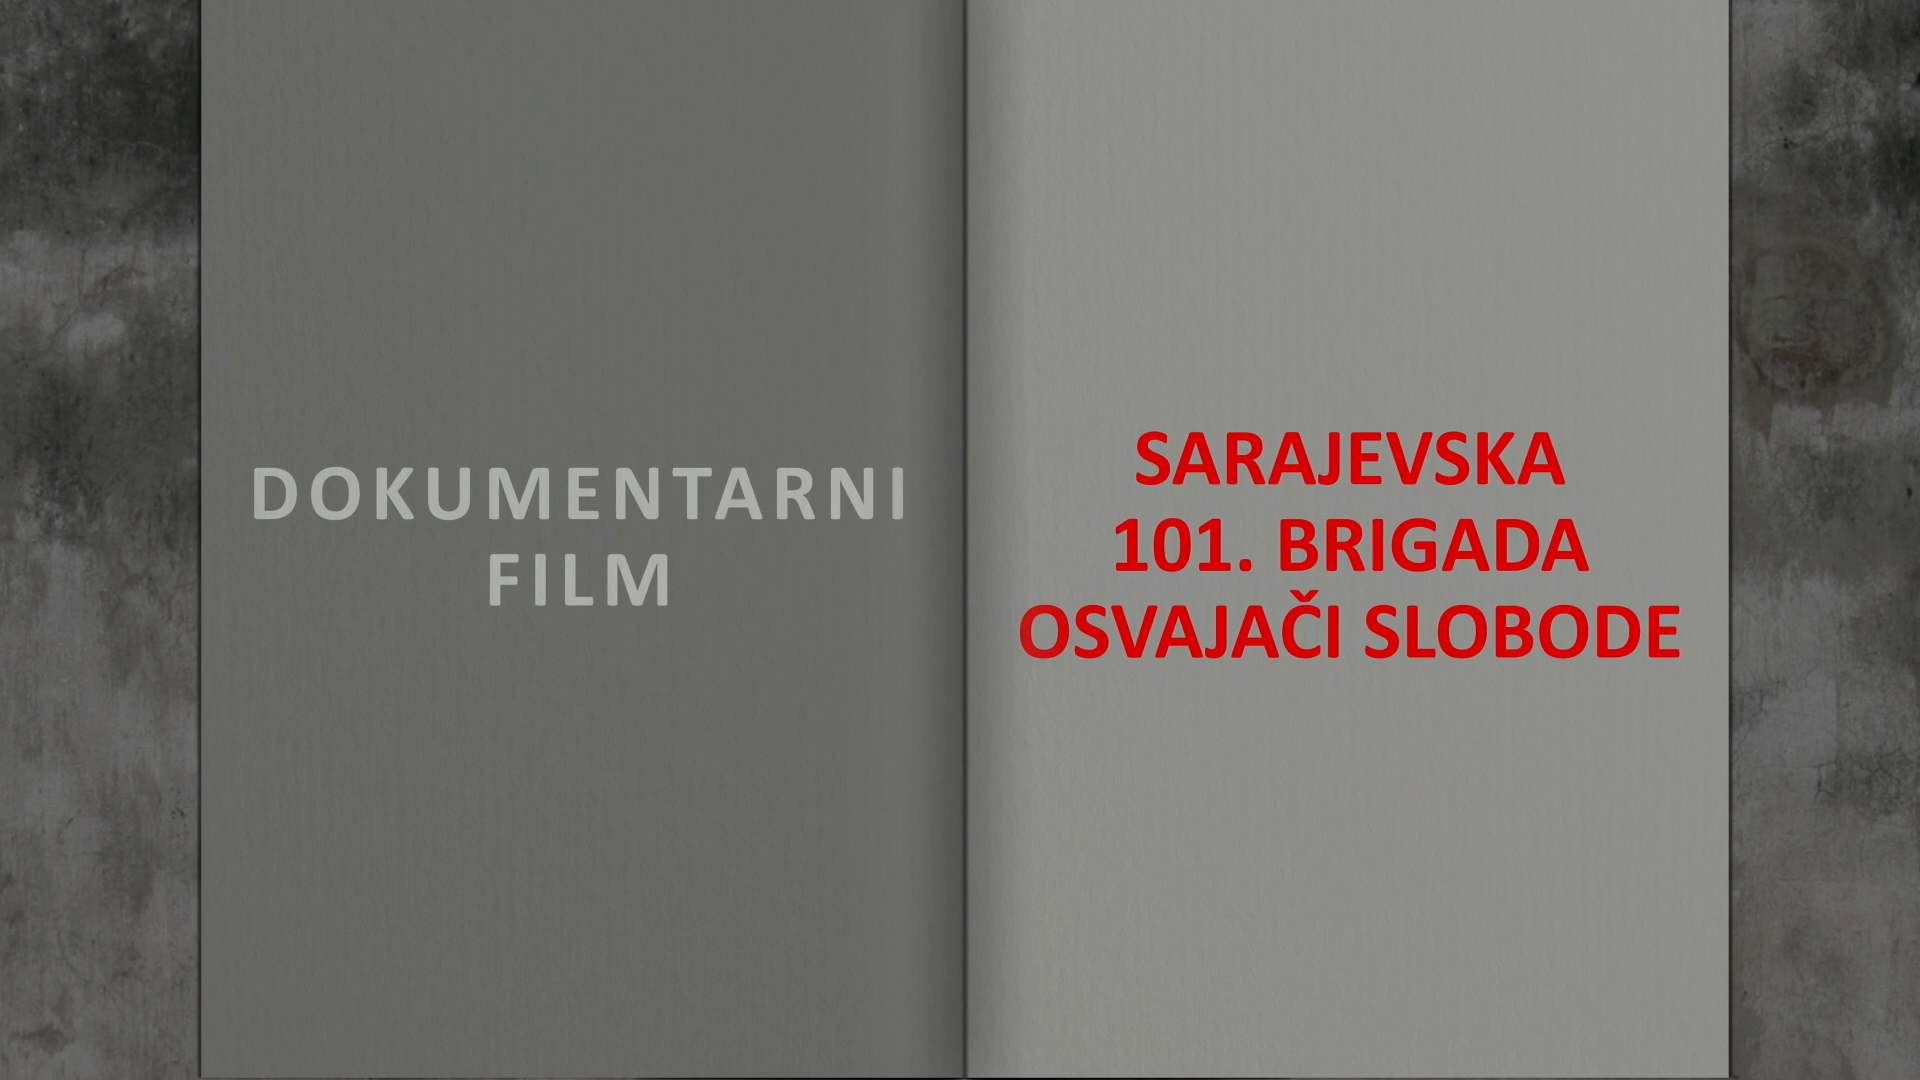 DOKUMENTARNI
FILM
SARAJEVSKA
101. BRIGADA
OSVAJAČI SLOBODE